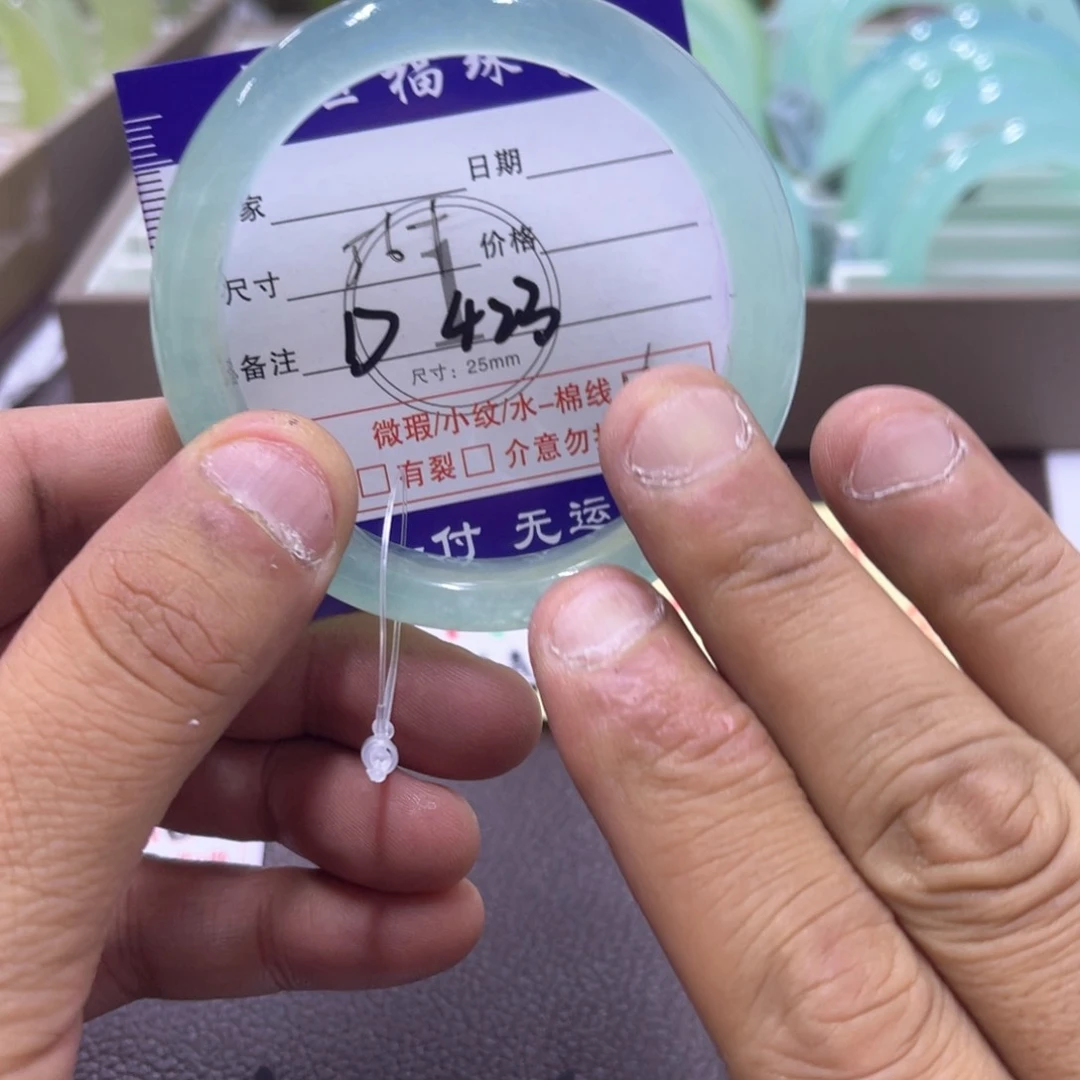 福珠
日期
家
价格
尺寸
D 423
备注
尺寸：25mm
微瑕/小纹/水-棉线
有裂 介意勿
付 无运